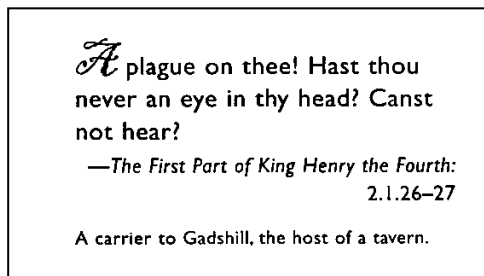 A plague on thee! Hast thou
never an eye in thy head? Canst
not hear?
—The First Part of King Henry the Fourth:
2.1.26–27
A carrier to Gadshill, the host of a tavern.